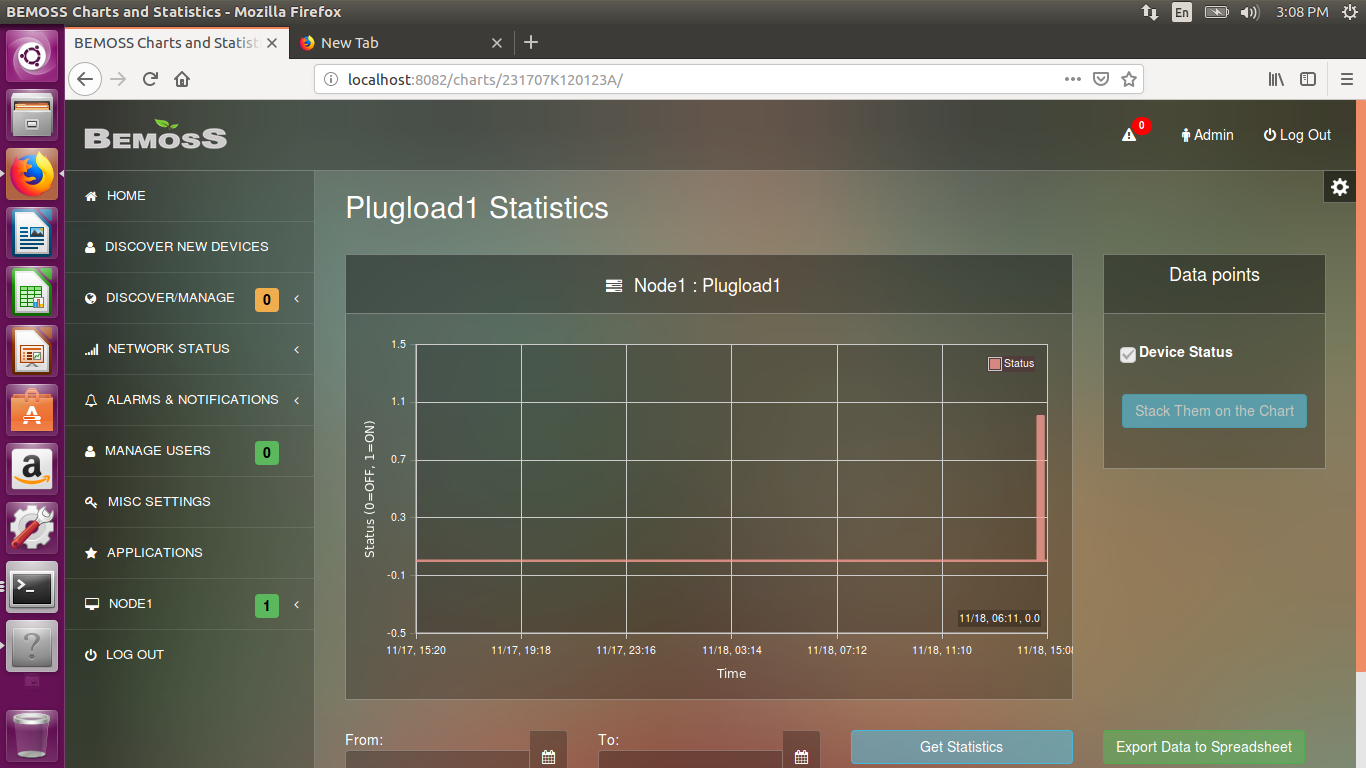 BEMOSS Charts and Statistics - Mozilla Firefox
En
3:08 PM
BEMOSS Charts and Statist
New Tab
localhost:8082/charts/231707K120123A/
BEMOSS
0
Admin
Log Out
HOME
DISCOVER NEW DEVICES
DISCOVER/MANAGE 0
NETWORK STATUS
ALARMS & NOTIFICATIONS
MANAGE USERS 0
MISC SETTINGS
APPLICATIONS
NODE1 1
LOG OUT
Plugload1 Statistics
Node1 : Plugload1
Status (0=OFF, 1=ON)
1.5
1.1
0.7
0.3
-0.1
-0.5
Status
11/18, 06:11, 0.0
11/17, 15:20 11/17, 19:18 11/17, 23:16 11/18, 03:14 11/18, 07:12 11/18, 11:10 11/18, 15:08
Time
Data points
Device Status
Stack Them on the Chart
From:
To:
Get Statistics
Export Data to Spreadsheet